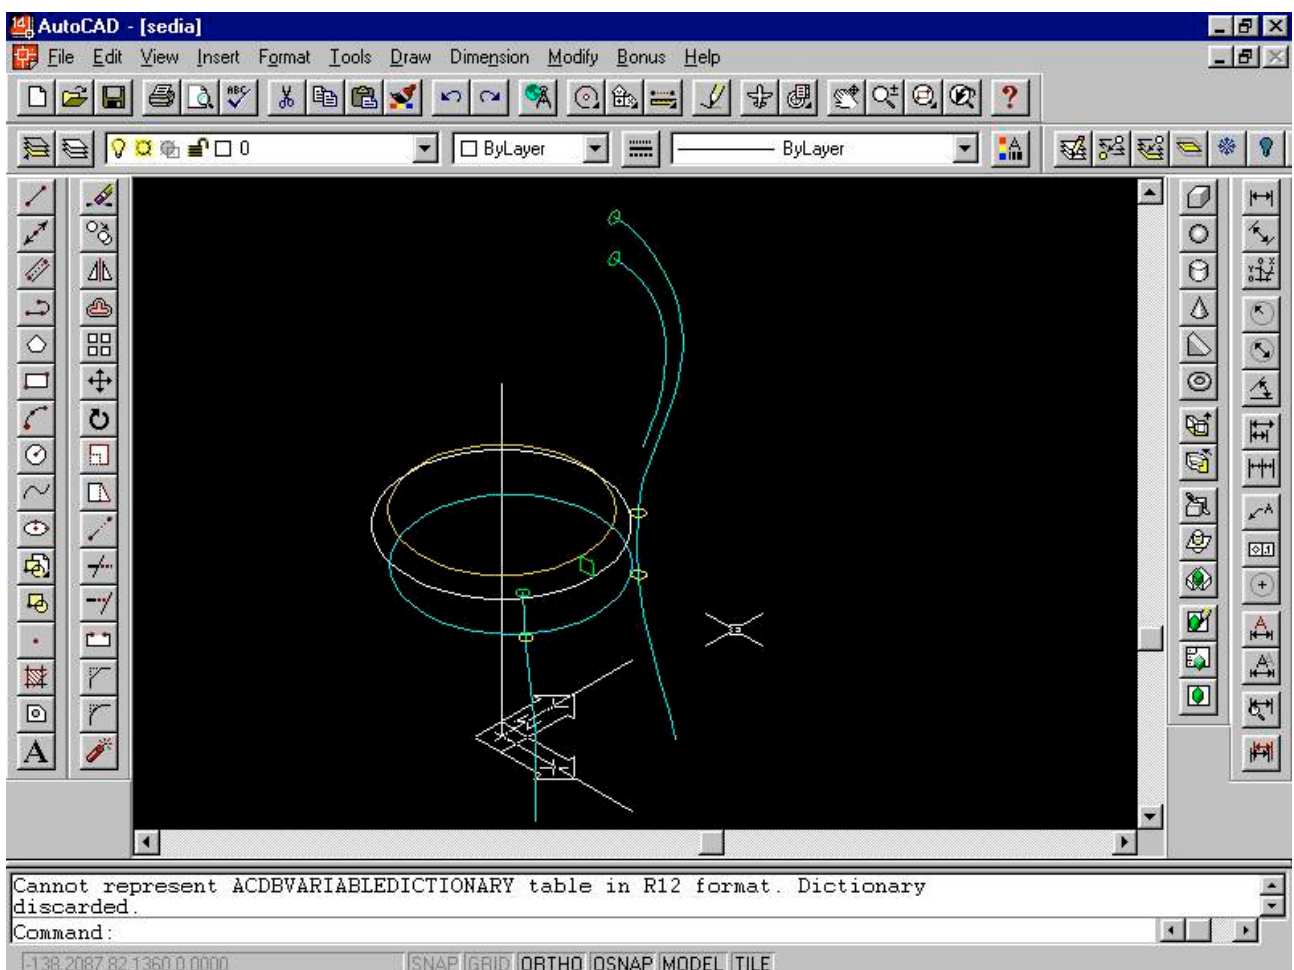 AutoCAD - [sedia]
File Edit View Insert Format Tools Draw Dimension Modify Bonus Help
ABC
?
0
ByLayer
ByLayer
A
Cannot represent ACDBVARIABLEDICTIONARY table in R12 format. Dictionary
discarded.
Command:
-138.2087,82.1360,0.0000 SNAP GRID ORTHO OSNAP MODEL TILE